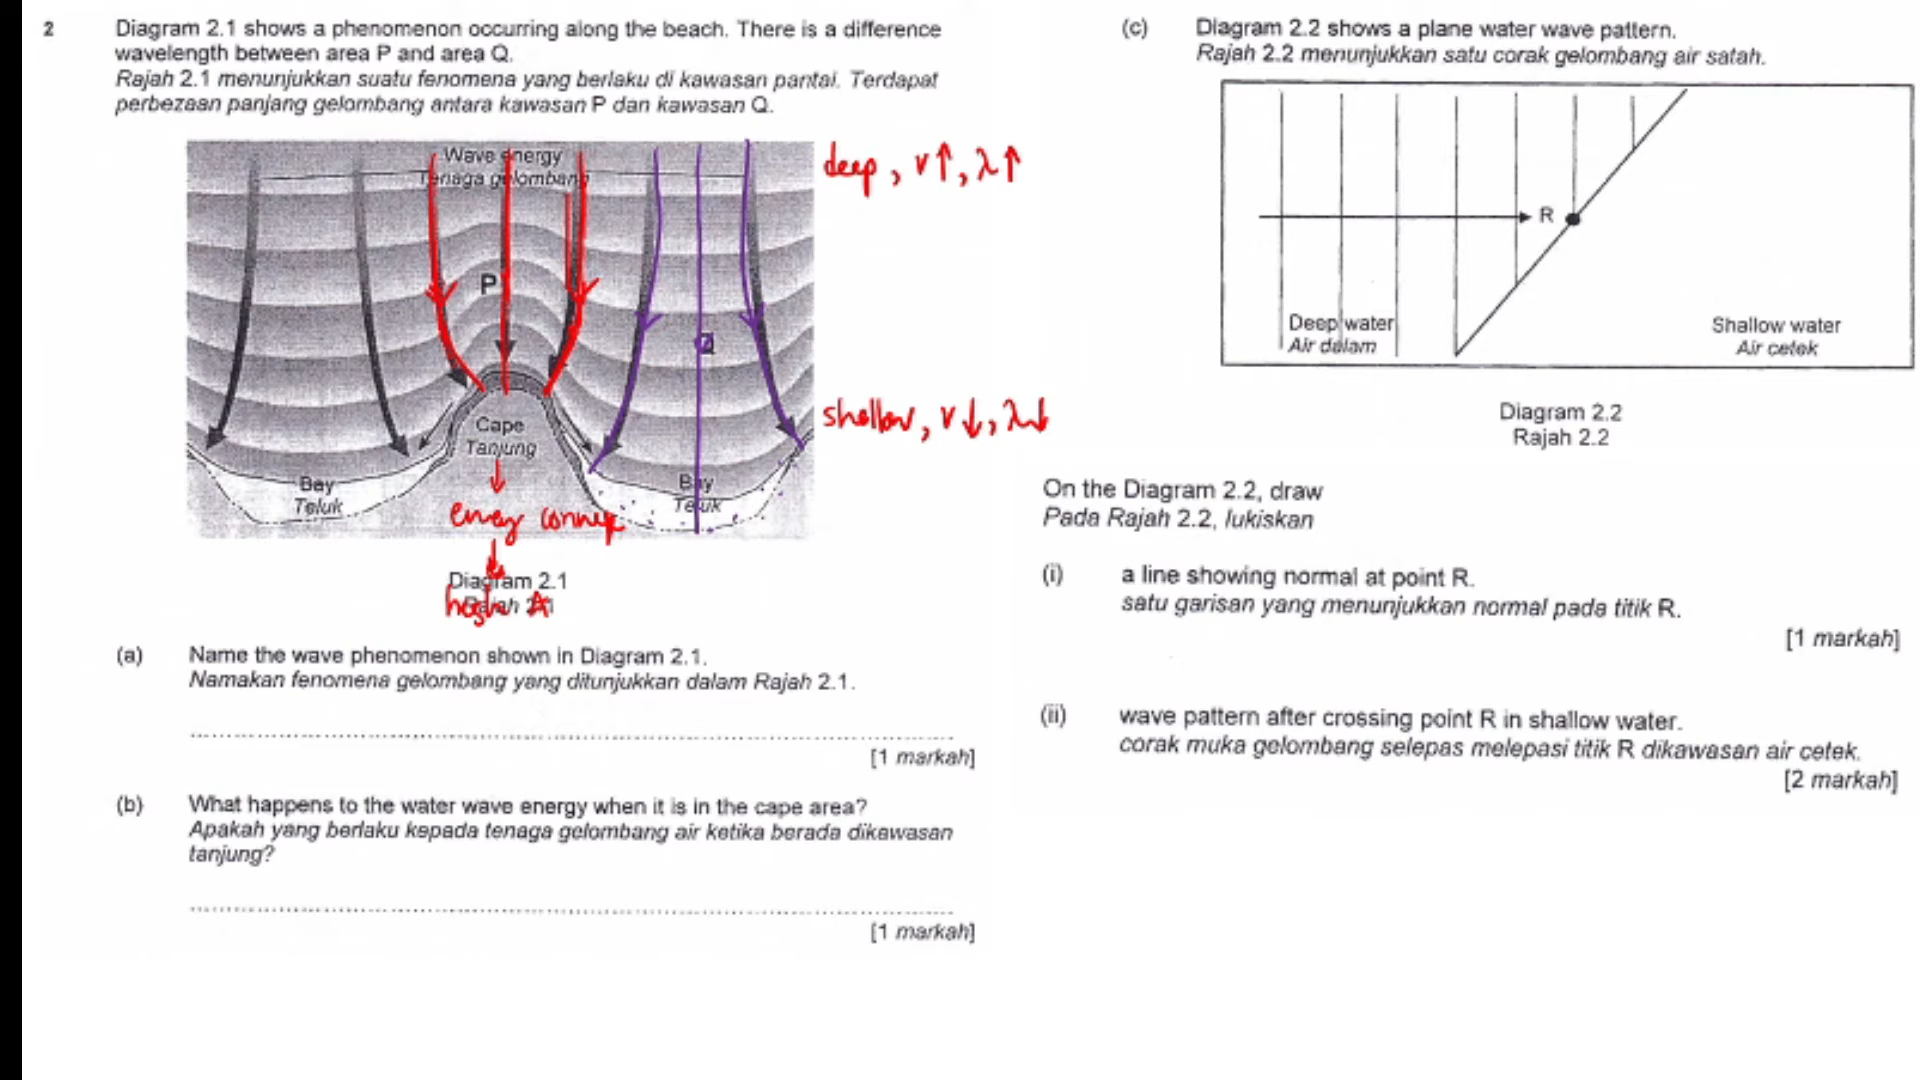 2 Diagram 2.1 shows a phenomenon occurring along the beach. There is a difference
wavelength between area P and area Q.
Rajah 2.1 menunjukkan suatu fenomena yang berlaku di kawasan pantai. Terdapat
perbezaan panjang gelombang antara kawasan P dan kawasan Q.
Wave energy
Tenaga gelombang
deep, v↑, λ↑
P
Q
shallow, v↓, λ↓
Cape
Tanjung
Bay
Teluk
Bay
Teluk
Diagram 2.1
Rajah 2.1
(a) Name the wave phenomenon shown in Diagram 2.1.
Namakan fenomena gelombang yang ditunjukkan dalam Rajah 2.1.
[1 markah]
(b) What happens to the water wave energy when it is in the cape area?
Apakah yang berlaku kepada tenaga gelombang air ketika berada dikawasan
tanjung?
[1 markah]
(c) Diagram 2.2 shows a plane water wave pattern.
Rajah 2.2 menunjukkan satu corak gelombang air satah.
R
Deep water
Air dalam
Shallow water
Air cetek
Diagram 2.2
Rajah 2.2
On the Diagram 2.2, draw
Pada Rajah 2.2, lukiskan
(i) a line showing normal at point R.
satu garisan yang menunjukkan normal pada titik R.
[1 markah]
(ii) wave pattern after crossing point R in shallow water.
corak muka gelombang selepas melepasi titik R dikawasan air cetek.
[2 markah]